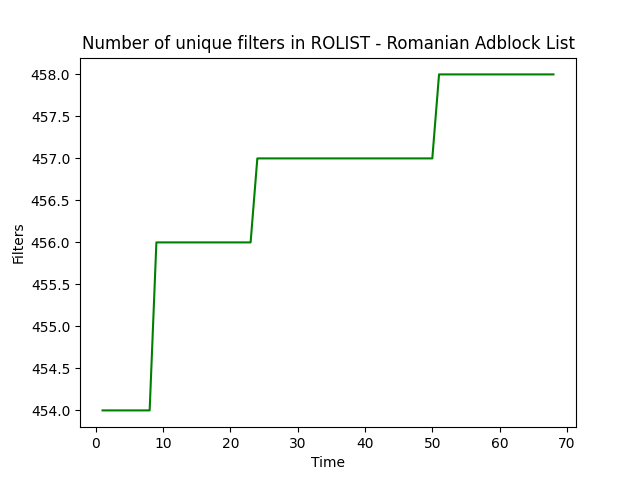 Number of unique filters in ROLIST - Romanian Adblock List
458.0
457.5
457.0
456.5
456.0
455.5
455.0
454.5
454.0
Filters
0 10 20 30 40 50 60 70
Time